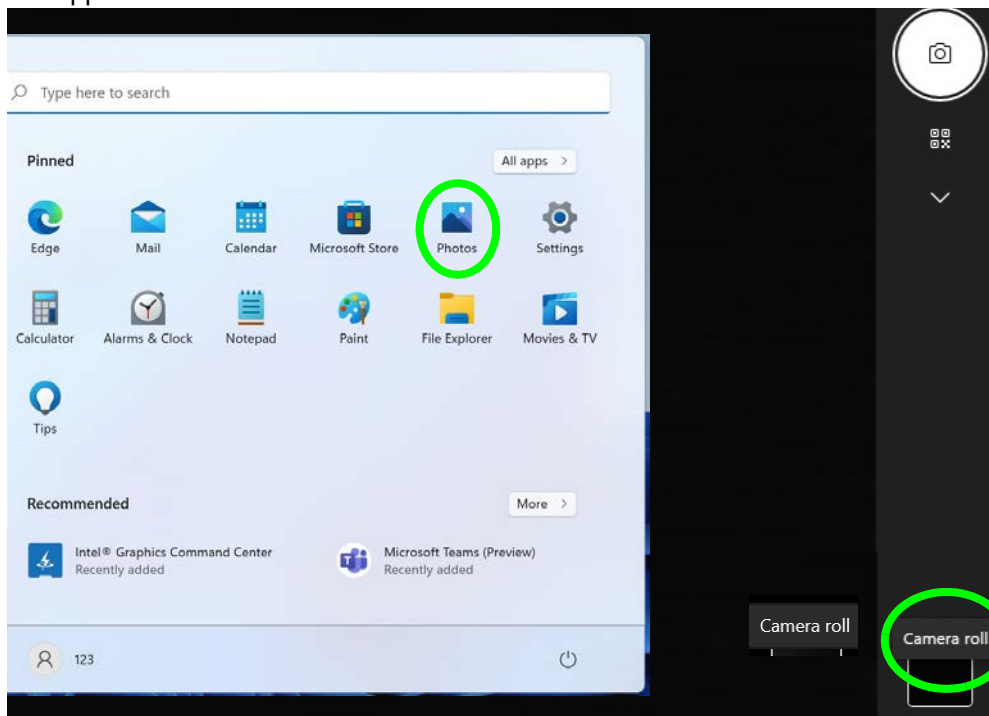 Type here to search
Pinned
All apps >
Edge
Mail
Calendar
Microsoft Store
Photos
Settings
Calculator
Alarms & Clock
Notepad
Paint
File Explorer
Movies & TV
Tips
Recommended
More >
Intel® Graphics Command Center
Recently added
Microsoft Teams (Preview)
Recently added
Camera roll
Camera roll
123